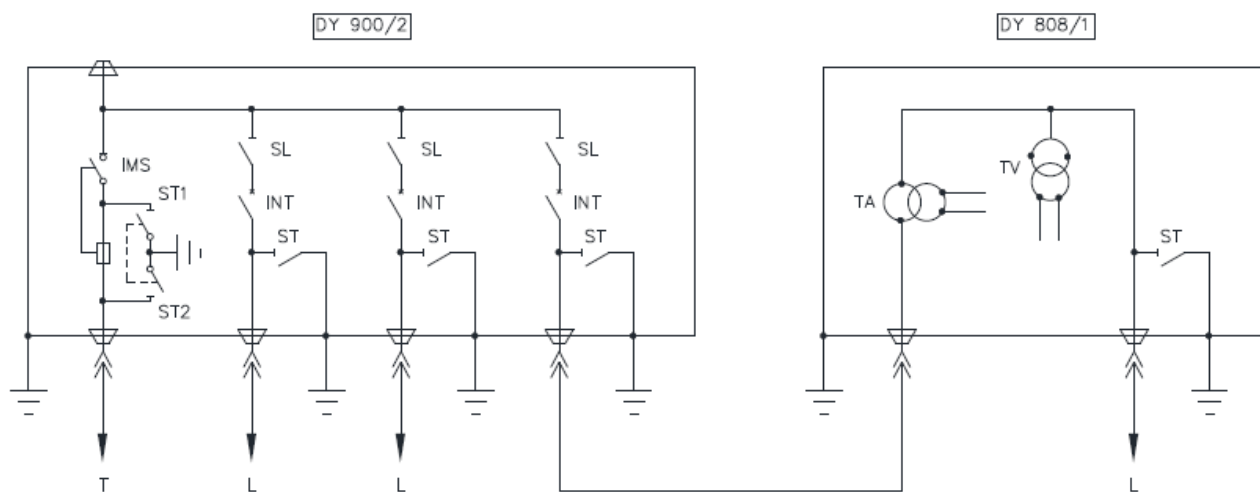 DY 900/2
DY 808/1
IMS
SL
SL
SL
ST1
INT
INT
INT
TV
TA
ST
ST
ST
ST
ST2
T
L
L
L